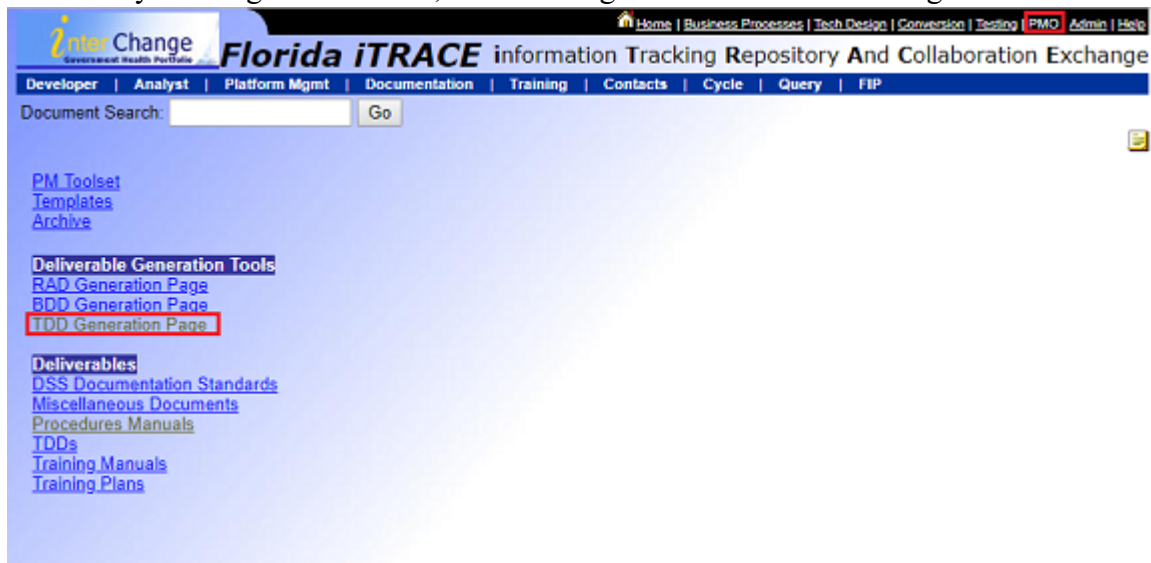 Home | Business Processes | Tech Design | Conversion | Testing | PMO Admin | Help
interChange
Government Health Portfolio
Florida iTRACE information Tracking Repository And Collaboration Exchange
Developer | Analyst | Platform Mgmt | Documentation | Training | Contacts | Cycle | Query | FIP
Document Search: Go
PM Toolset
Templates
Archive
Deliverable Generation Tools
RAD Generation Page
BDD Generation Page
TDD Generation Page
Deliverables
DSS Documentation Standards
Miscellaneous Documents
Procedures Manuals
TDDs
Training Manuals
Training Plans